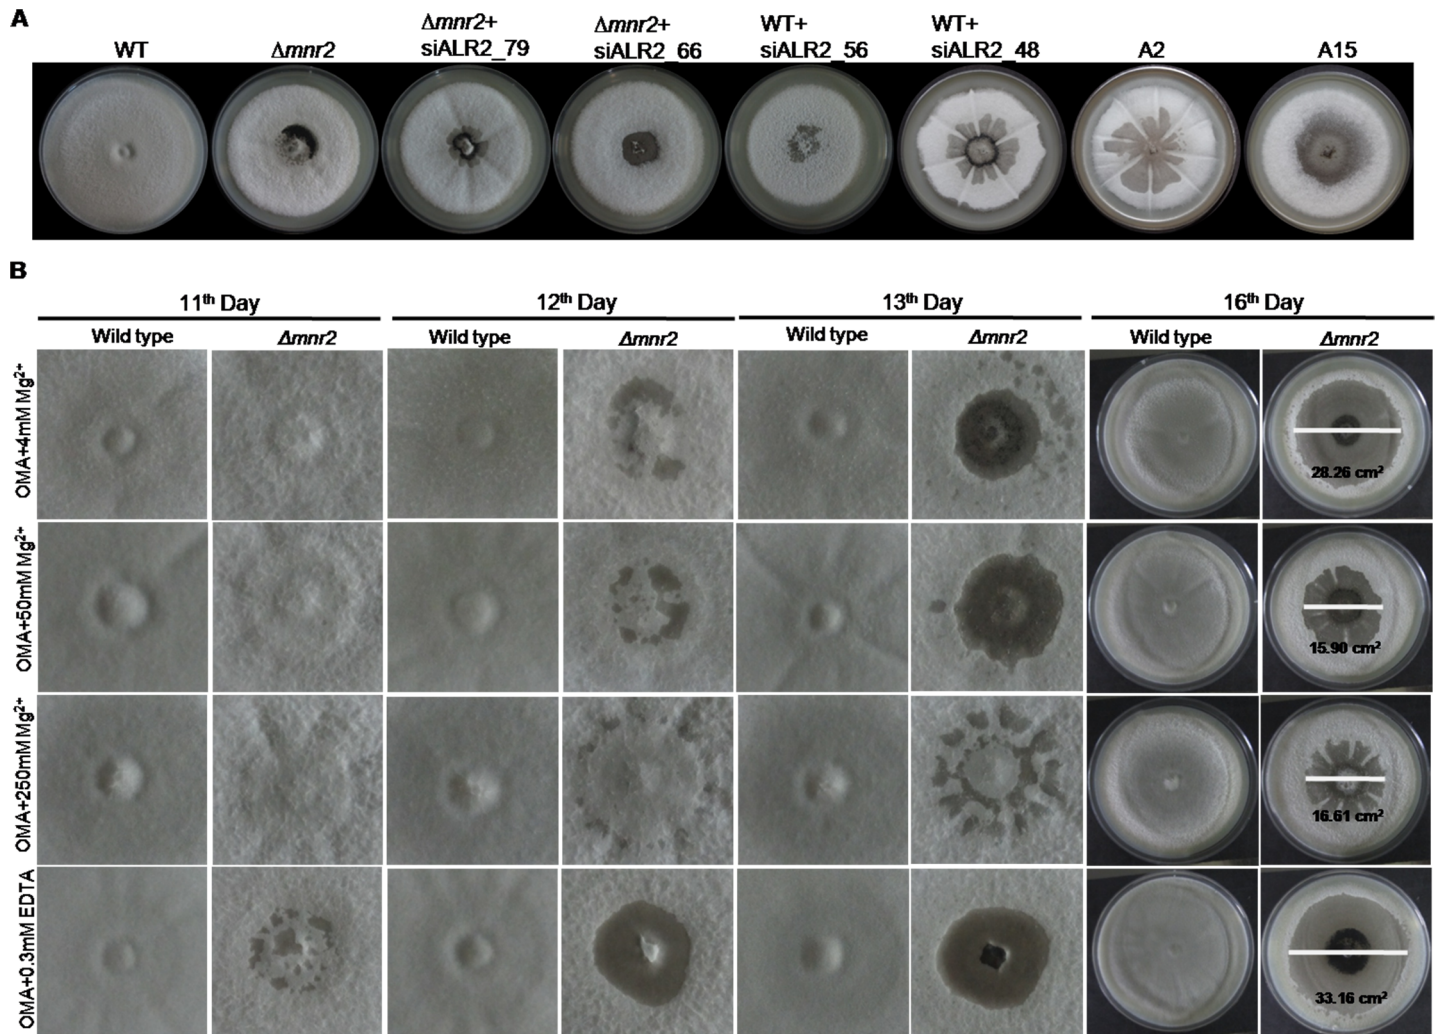 A
WT
Δmnr2
Δmnr2+
siALR2_79
Δmnr2+
siALR2_66
WT+
siALR2_56
WT+
siALR2_48
A2
A15
B
11th Day
12th Day
13th Day
16th Day
Wild type
Δmnr2
Wild type
Δmnr2
Wild type
Δmnr2
Wild type
Δmnr2
OMA+4mM Mg²⁺
28.26 cm²
OMA+50mM Mg²⁺
15.90 cm²
OMA+250mM Mg²⁺
16.61 cm²
OMA+0.3mM EDTA
33.16 cm²